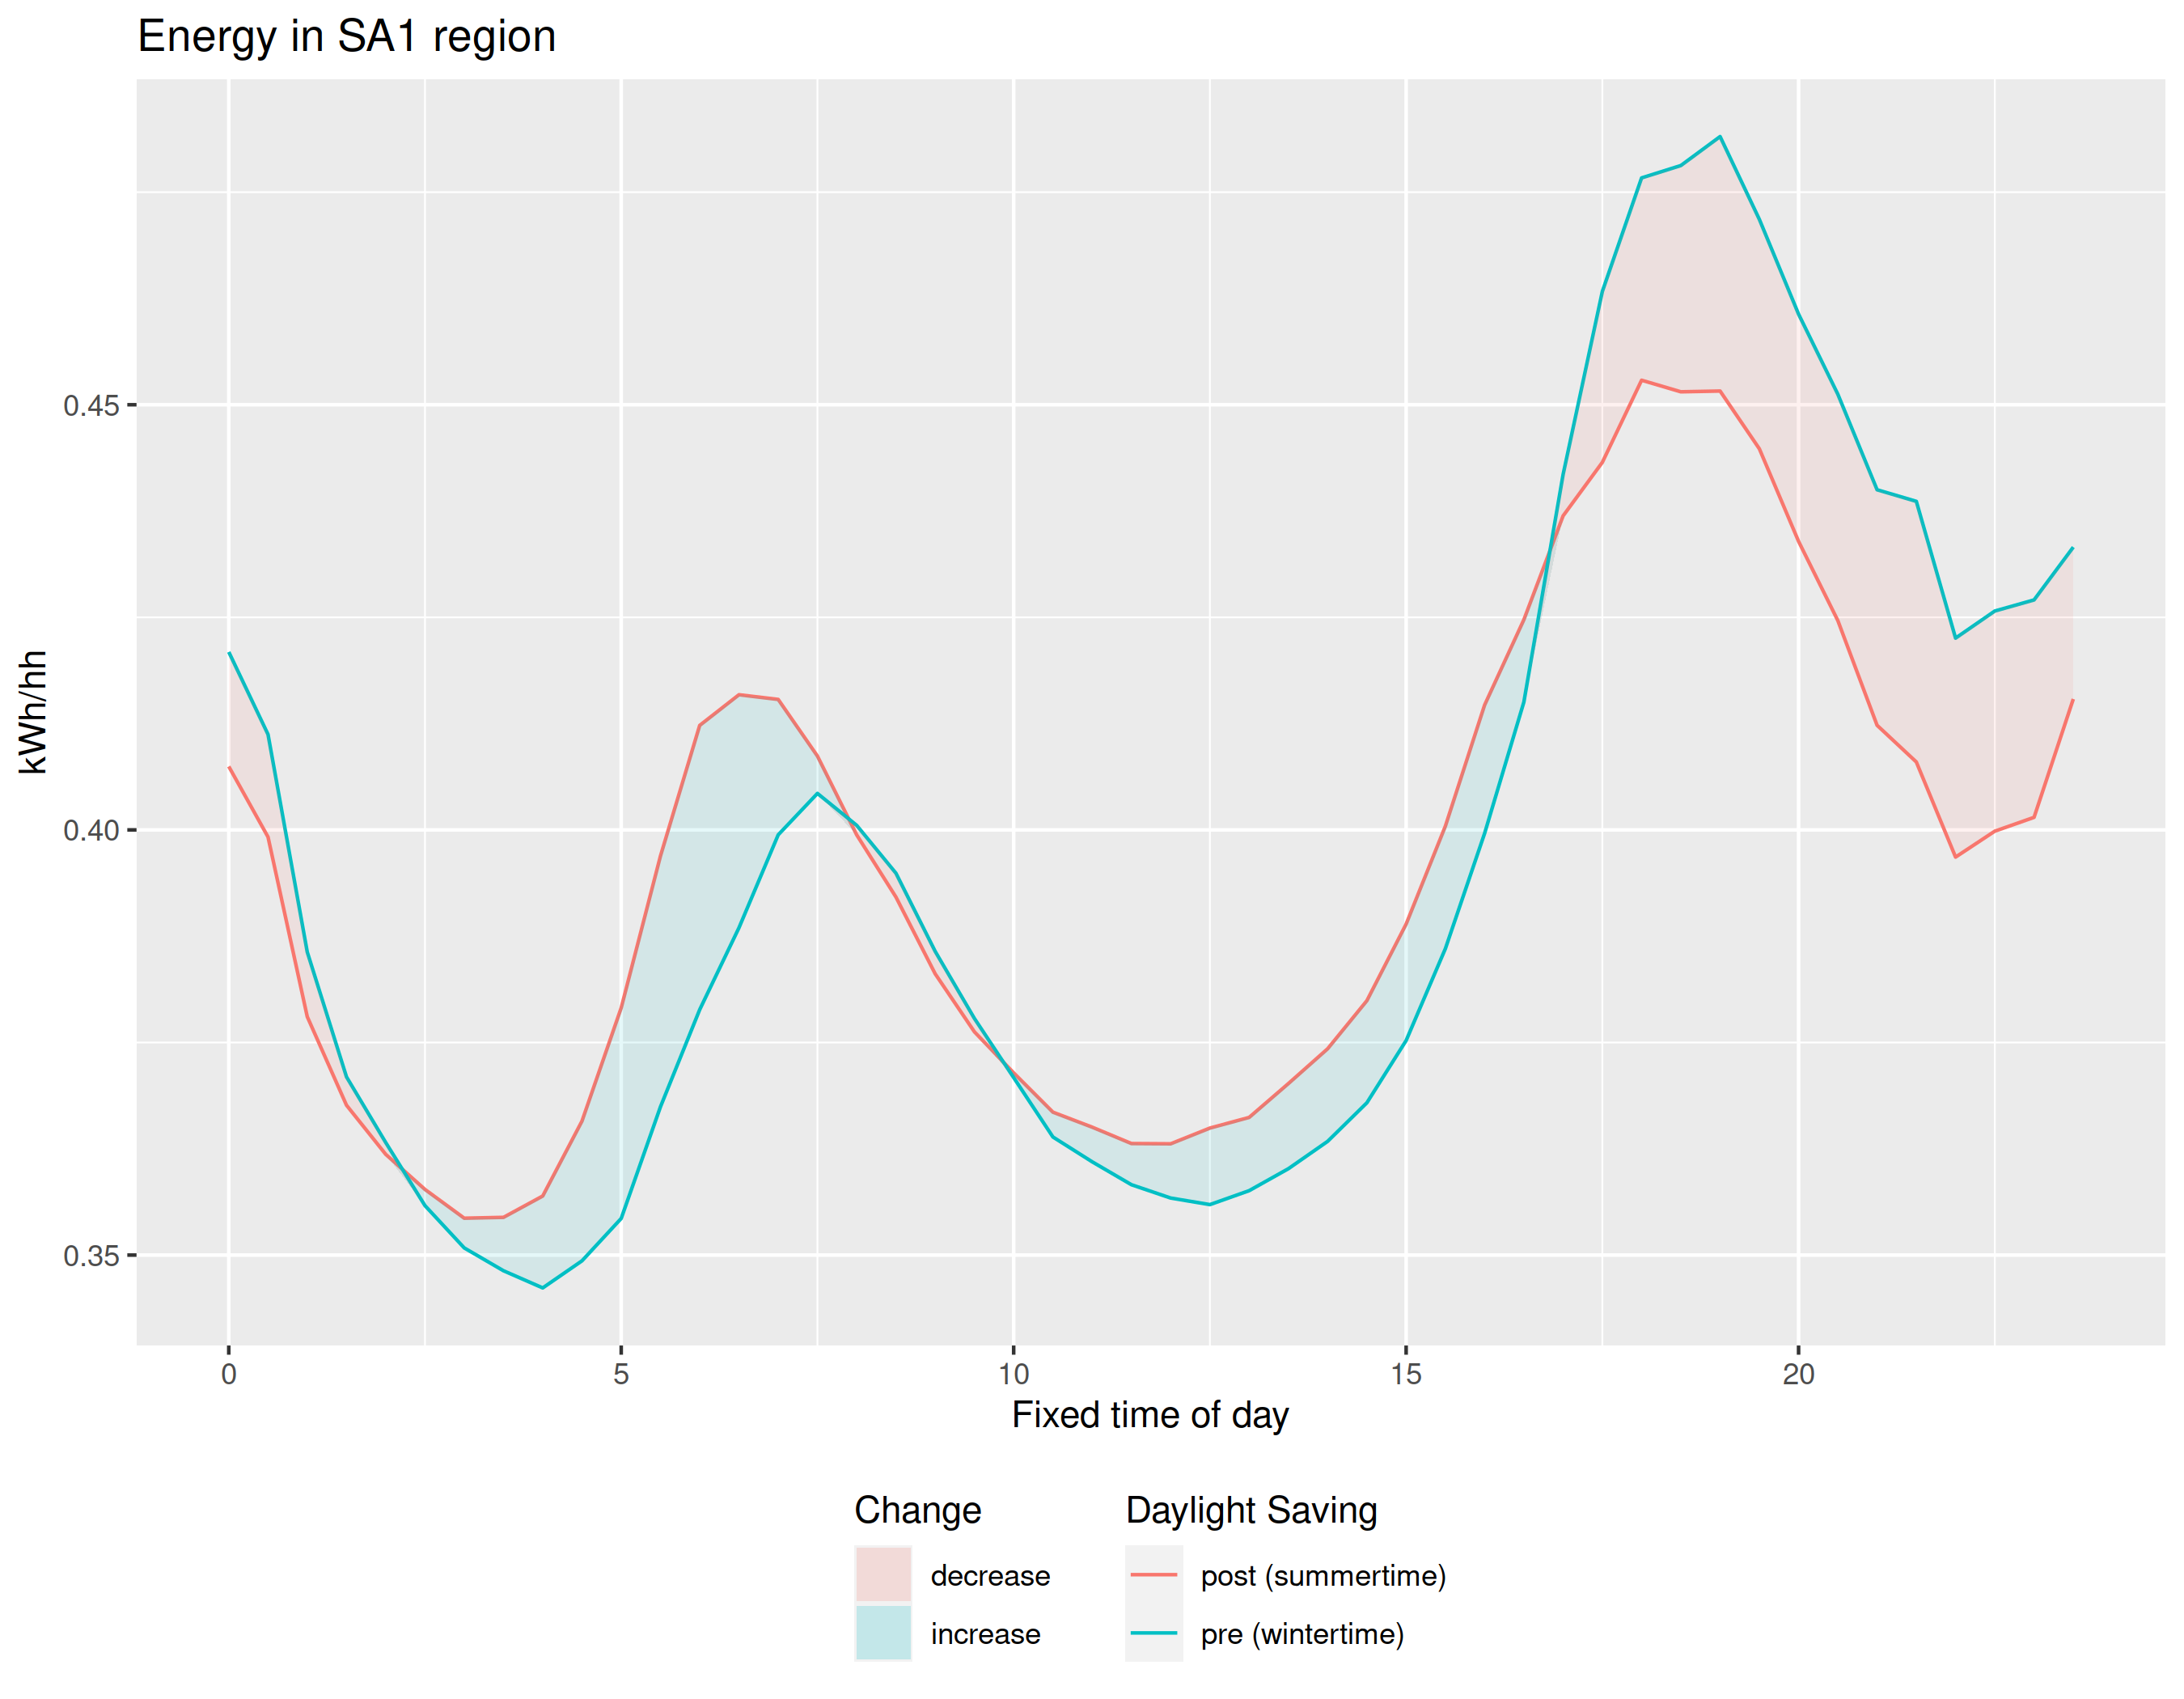 Energy in SA1 region
kWh/hh
0.45
0.40
0.35
0 5 10 15 20
Fixed time of day
Change
decrease
increase
Daylight Saving
post (summertime)
pre (wintertime)